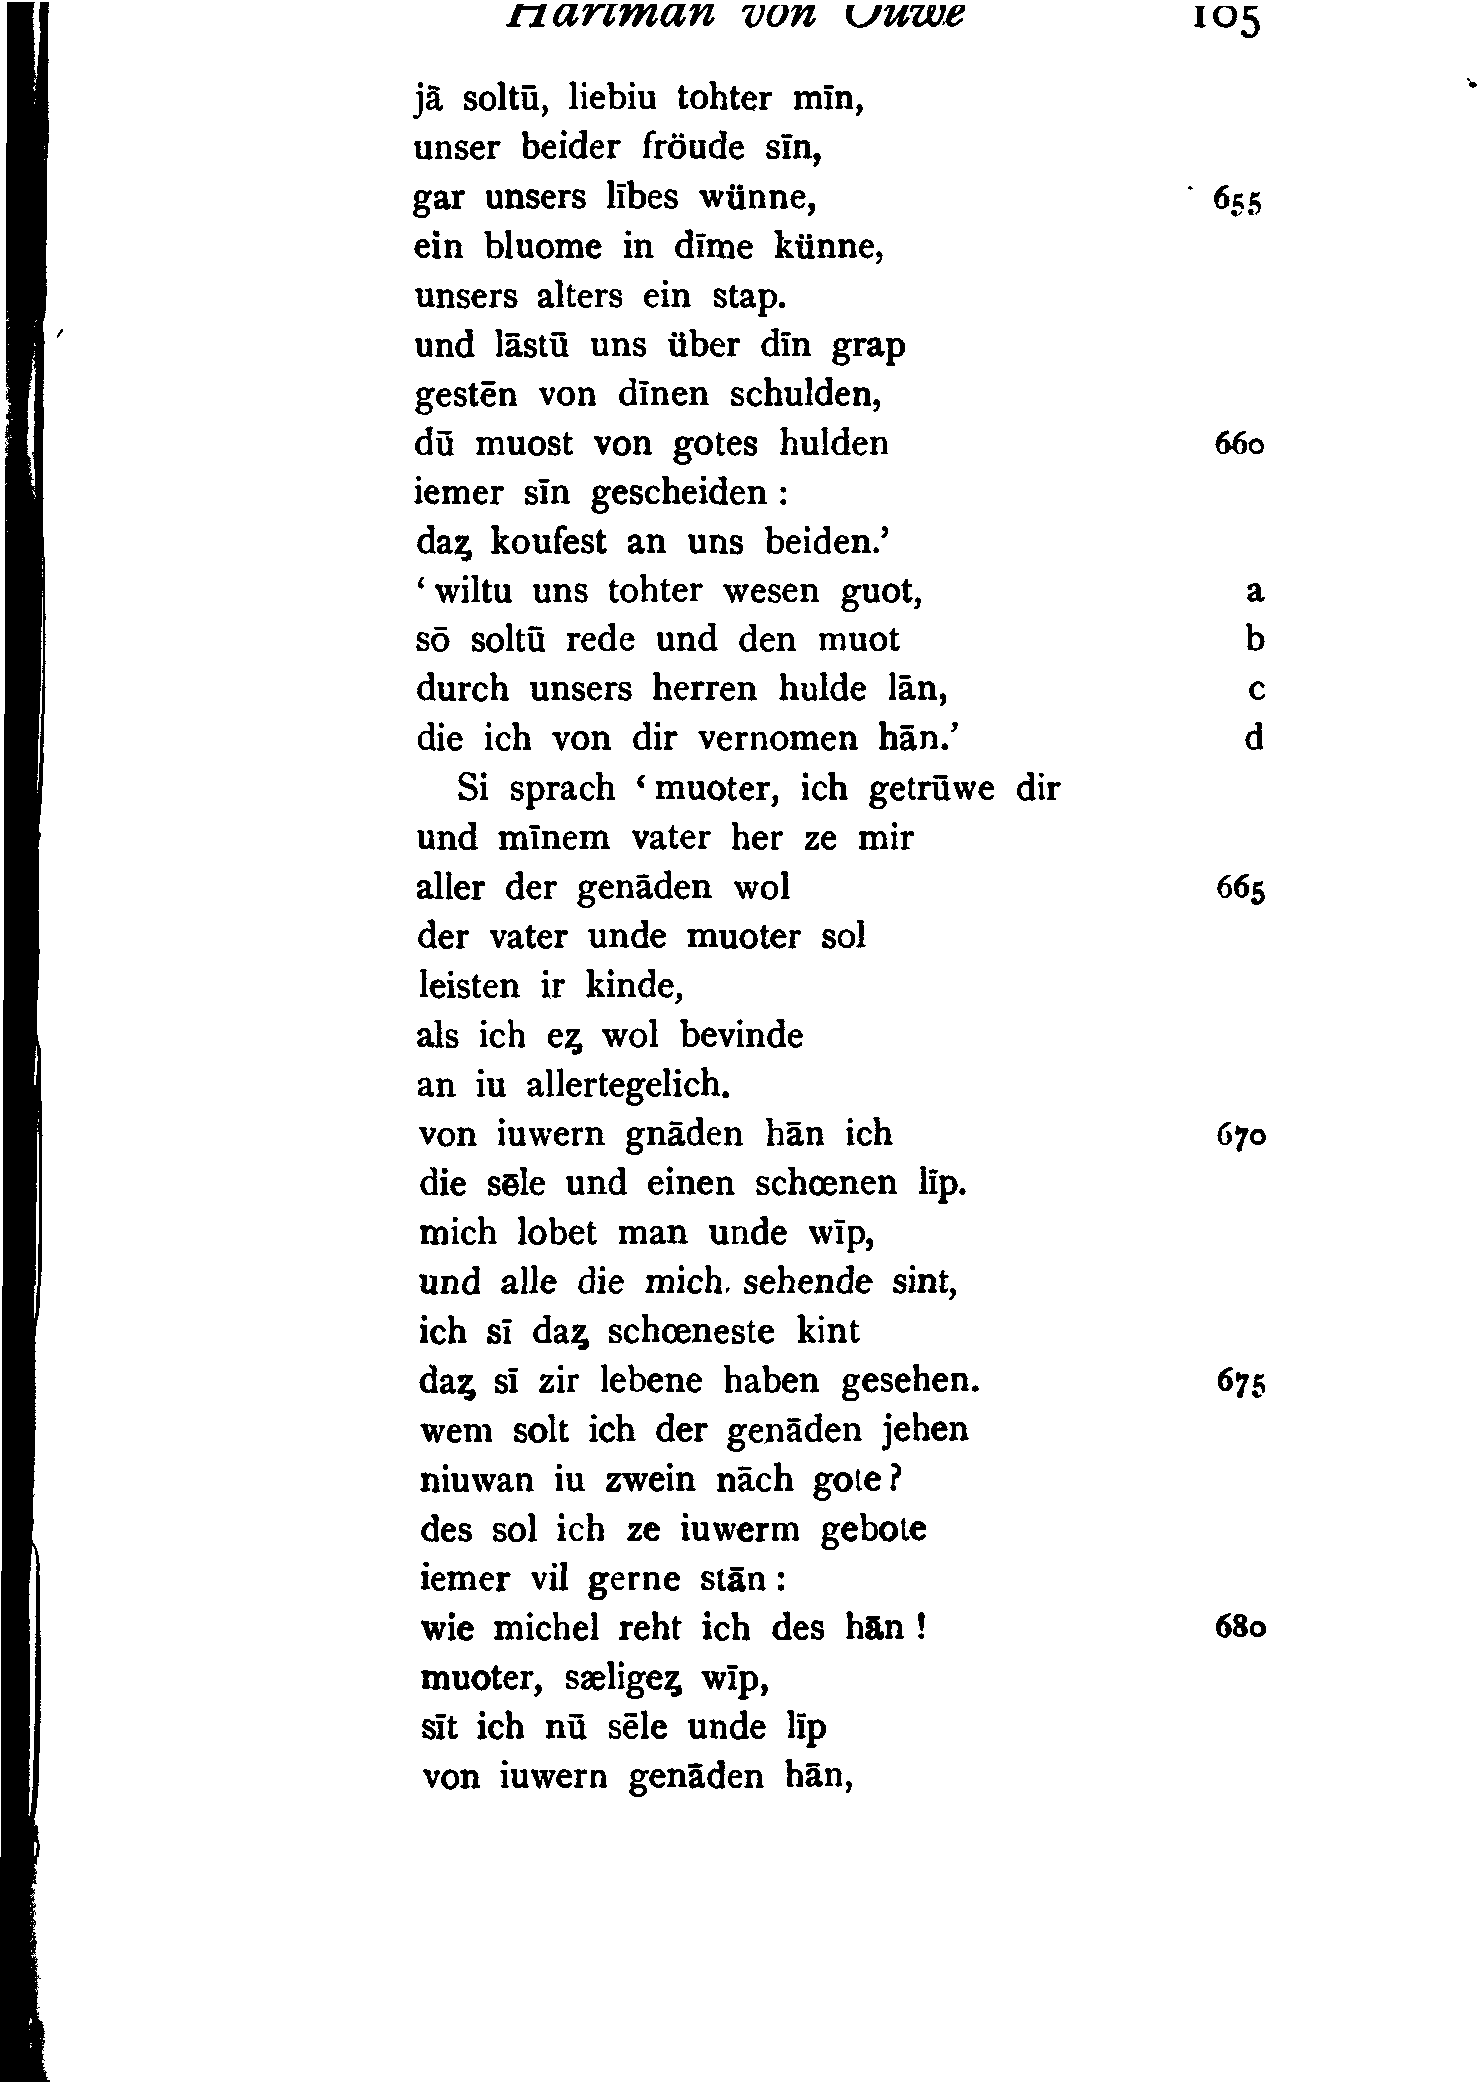 Hartman von Ouwe 105
jā soltū, liebiu tohter mīn,
unser beider fröude sīn,
gar unsers lībes wünne, 655
ein bluome in dīme künne,
unsers alters ein stap.
und lāstū uns über dīn grap
gestēn von dīnen schulden,
dū muost von gotes hulden 660
iemer sīn gescheiden :
daȥ koufest an uns beiden.’
‘ wiltu uns tohter wesen guot, a
sō soltū rede und den muot b
durch unsers herren hulde lān, c
die ich von dir vernomen hān.’ d
Si sprach ‘ muoter, ich getrūwe dir
und mīnem vater her ze mir
aller der genāden wol 665
der vater unde muoter sol
leisten ir kinde,
als ich eȥ wol bevinde
an iu allertegelich.
von iuwern gnāden hān ich 670
die sēle und einen schœnen līp.
mich lobet man unde wīp,
und alle die mich sehende sint,
ich sī daȥ schœneste kint
daȥ sī zir lebene haben gesehen. 675
wem solt ich der genāden jehen
niuwan iu zwein nāch gote ?
des sol ich ze iuwerm gebote
iemer vil gerne stān :
wie michel reht ich des hān ! 680
muoter, sæligeȥ wīp,
sīt ich nū sēle unde līp
von iuwern genāden hān,